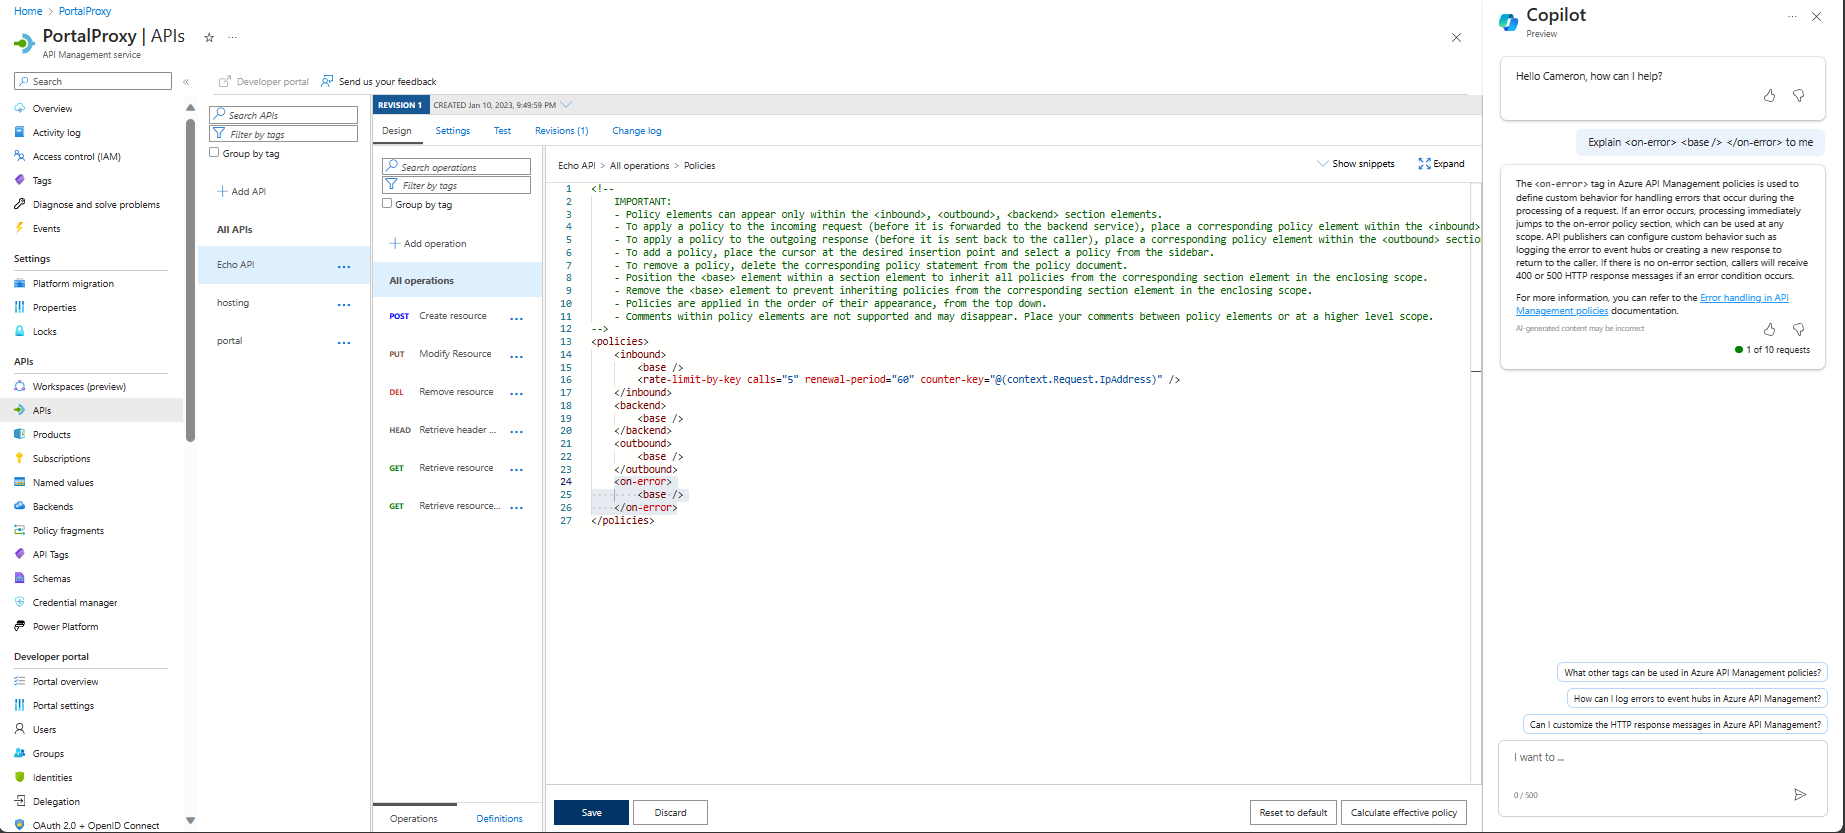 Home > PortalProxy
PortalProxy | APIs
API Management service
Search
Overview
Activity log
Access control (IAM)
Tags
Diagnose and solve problems
Events
Settings
Platform migration
Properties
Locks
APIs
Workspaces (preview)
APIs
Products
Subscriptions
Named values
Backends
Policy fragments
API Tags
Schemas
Credential manager
Power Platform
Developer portal
Portal overview
Portal settings
Users
Groups
Identities
Delegation
OAuth 2.0 + OpenID Connect
Developer portal
Send us your feedback
Search APIs
Filter by tags
Group by tag
Add API
All APIs
Echo API
hosting
portal
REVISION 1 CREATED Jan 10, 2023, 9:49:59 PM
Design Settings Test Revisions (1) Change log
Search operations
Filter by tags
Group by tag
Add operation
All operations
POST Create resource
PUT Modify Resource
DEL Remove resource
HEAD Retrieve header ...
GET Retrieve resource
GET Retrieve resource...
Operations Definitions
Echo API > All operations > Policies
Show snippets Expand
1 <!--
2 IMPORTANT:
3 - Policy elements can appear only within the <inbound>, <outbound>, <backend> section elements.
4 - To apply a policy to the incoming request (before it is forwarded to the backend service), place a corresponding policy element within the <inbound>
5 - To apply a policy to the outgoing response (before it is sent back to the caller), place a corresponding policy element within the <outbound> sectio
6 - To add a policy, place the cursor at the desired insertion point and select a policy from the sidebar.
7 - To remove a policy, delete the corresponding policy statement from the policy document.
8 - Position the <base> element within a section element to inherit all policies from the corresponding section element in the enclosing scope.
9 - Remove the <base> element to prevent inheriting policies from the corresponding section element in the enclosing scope.
10 - Policies are applied in the order of their appearance, from the top down.
11 - Comments within policy elements are not supported and may disappear. Place your comments between policy elements or at a higher level scope.
12 -->
13 <policies>
14 <inbound>
15 <base />
16 <rate-limit-by-key calls="5" renewal-period="60" counter-key="@(context.Request.IpAddress)" />
17 </inbound>
18 <backend>
19 <base />
20 </backend>
21 <outbound>
22 <base />
23 </outbound>
24 <on-error>
25 <base />
26 </on-error>
27 </policies>
Save Discard
Reset to default Calculate effective policy
Copilot
Preview
Hello Cameron, how can I help?
Explain <on-error> <base /> </on-error> to me
The <on-error> tag in Azure API Management policies is used to
define custom behavior for handling errors that occur during the
processing of a request. If an error occurs, processing immediately
jumps to the on-error policy section, which can be used at any
scope. API publishers can configure custom behavior such as
logging the error to event hubs or creating a new response to
return to the caller. If there is no on-error section, callers will receive
400 or 500 HTTP response messages if an error condition occurs.
For more information, you can refer to the Error handling in API
Management policies documentation.
AI-generated content may be incorrect
1 of 10 requests
What other tags can be used in Azure API Management policies?
How can I log errors to event hubs in Azure API Management?
Can I customize the HTTP response messages in Azure API Management?
I want to ...
0 / 500